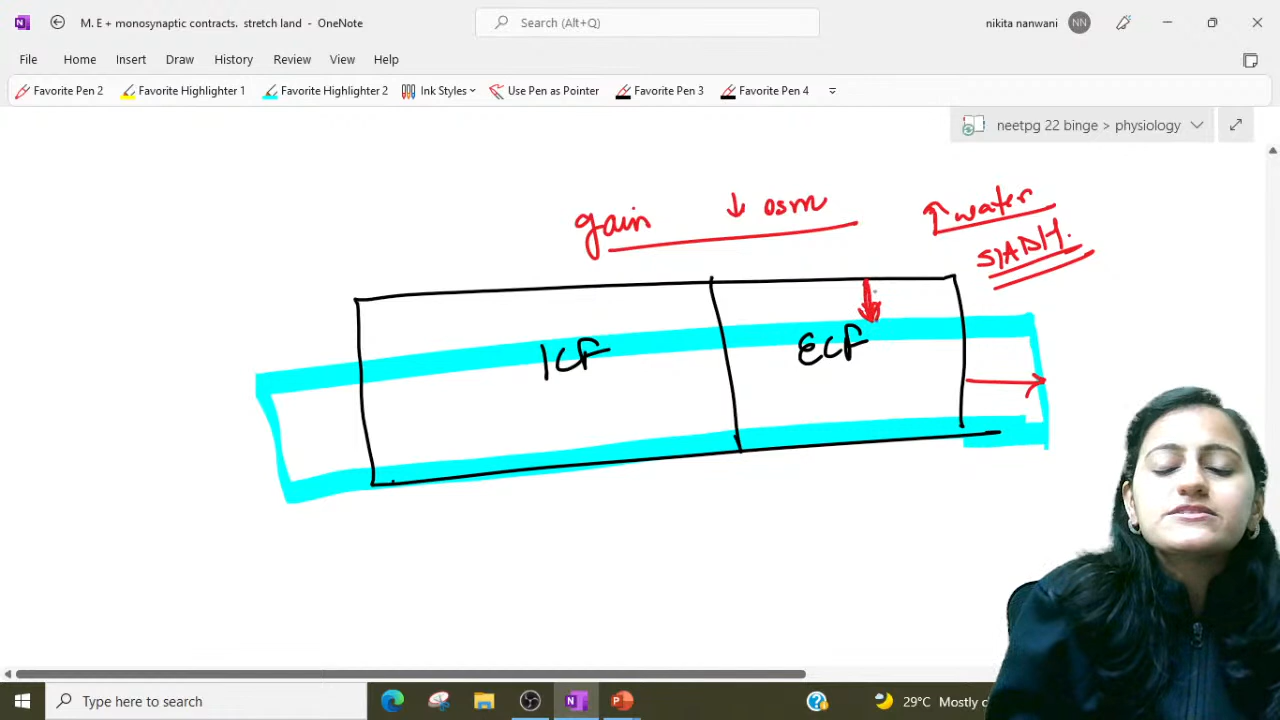 M. E + monosynaptic contracts. stretch land - OneNote
Search (Alt+Q)
nikita nanwani
NN
File Home Insert Draw History Review View Help
Favorite Pen 2 Favorite Highlighter 1 Favorite Highlighter 2 Ink Styles Use Pen as Pointer Favorite Pen 3 Favorite Pen 4
neetpg 22 binge > physiology
gain ↓ osm ↑water
SIADH.
ICF ECF
Type here to search
29°C Mostly c